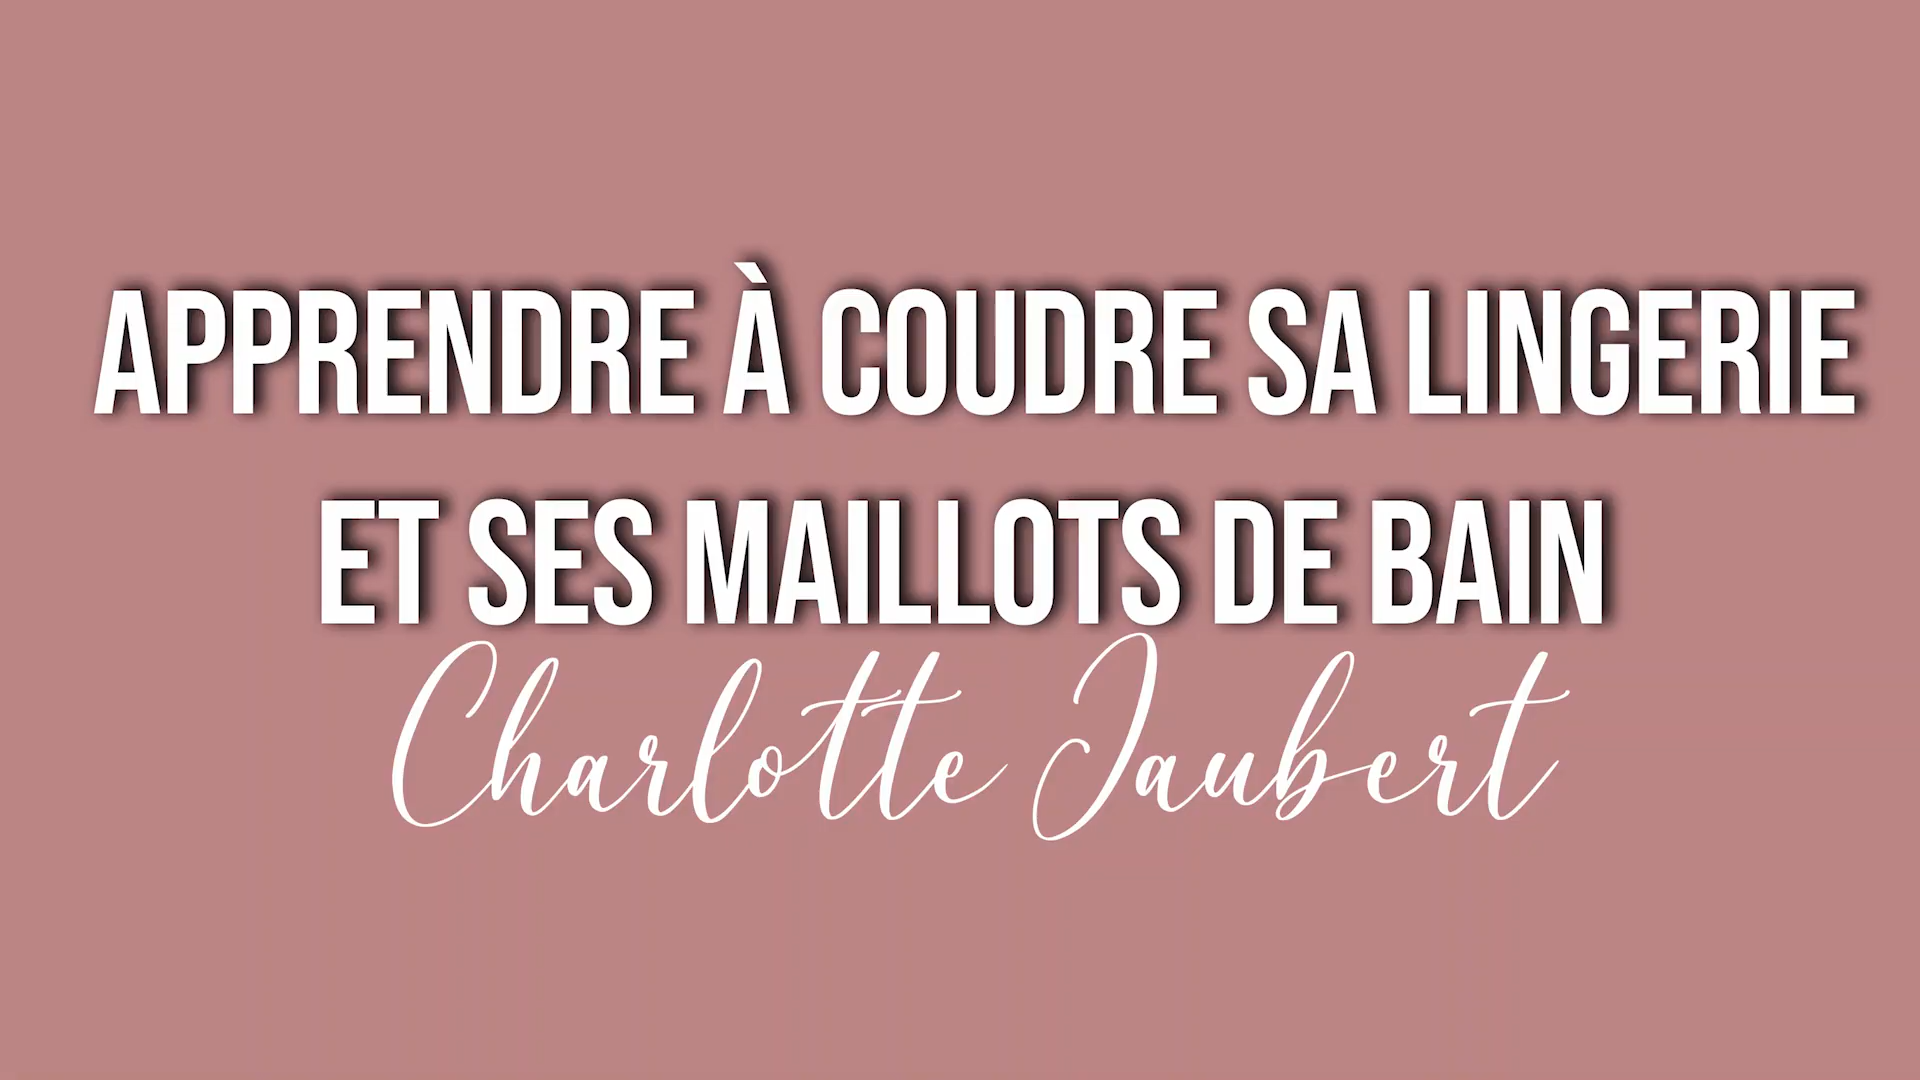 APPRENDRE À COUDRE SA LINGERIE
ET SES MAILLOTS DE BAIN
Charlotte Jaubert